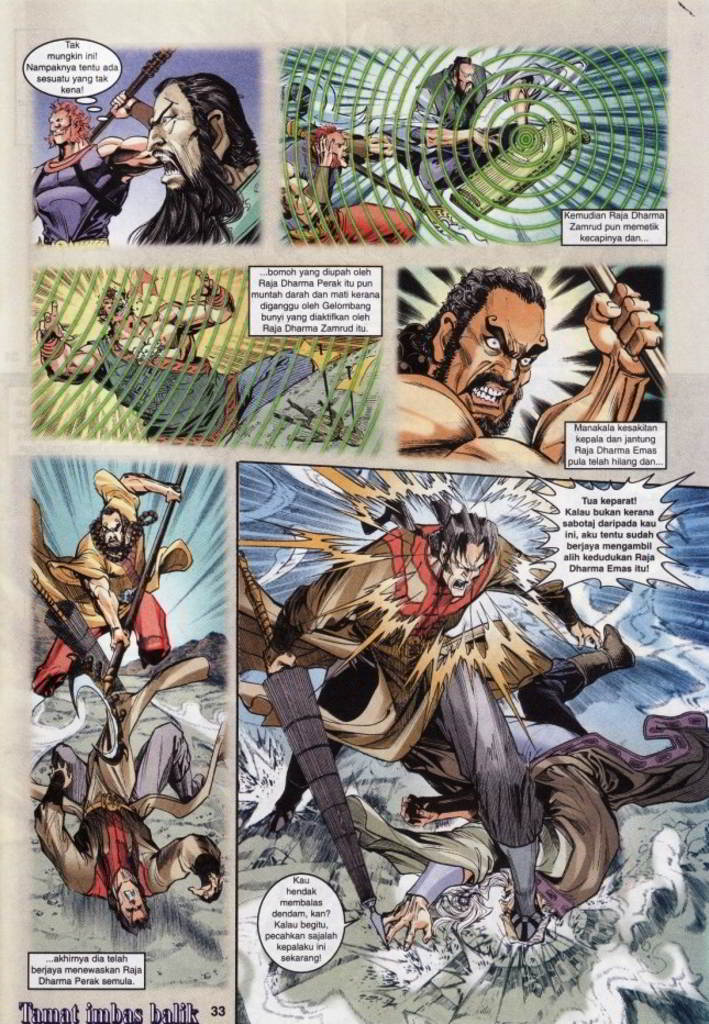 Tak
mungkin ini!
Nampaknya tentu ada
sesuatu yang tak
kena!
Kemudian Raja Dharma
Zamrud pun memetik
kecapinya dan...
...bomoh yang diupah oleh
Raja Dharma Perak itu pun
muntah darah dan mati kerana
diganggu oleh Gelombang
bunyi yang diaktifkan oleh
Raja Dharma Zamrud itu.
Manakala kesakitan
kepala dan jantung
Raja Dharma Emas
pula telah hilang dan...
...akhirnya dia telah
berjaya menewaskan Raja
Dharma Perak semula.
Tua keparat!
Kalau bukan kerana
sabotaj daripada kau
ini, aku tentu sudah
berjaya mengambil
alih kedudukan Raja
Dharma Emas itu!
Kau
hendak
membalas
dendam, kan?
Kalau begitu,
pecahkan sajalah
kepalaku ini
sekarang!
Tamat imbas balik 33